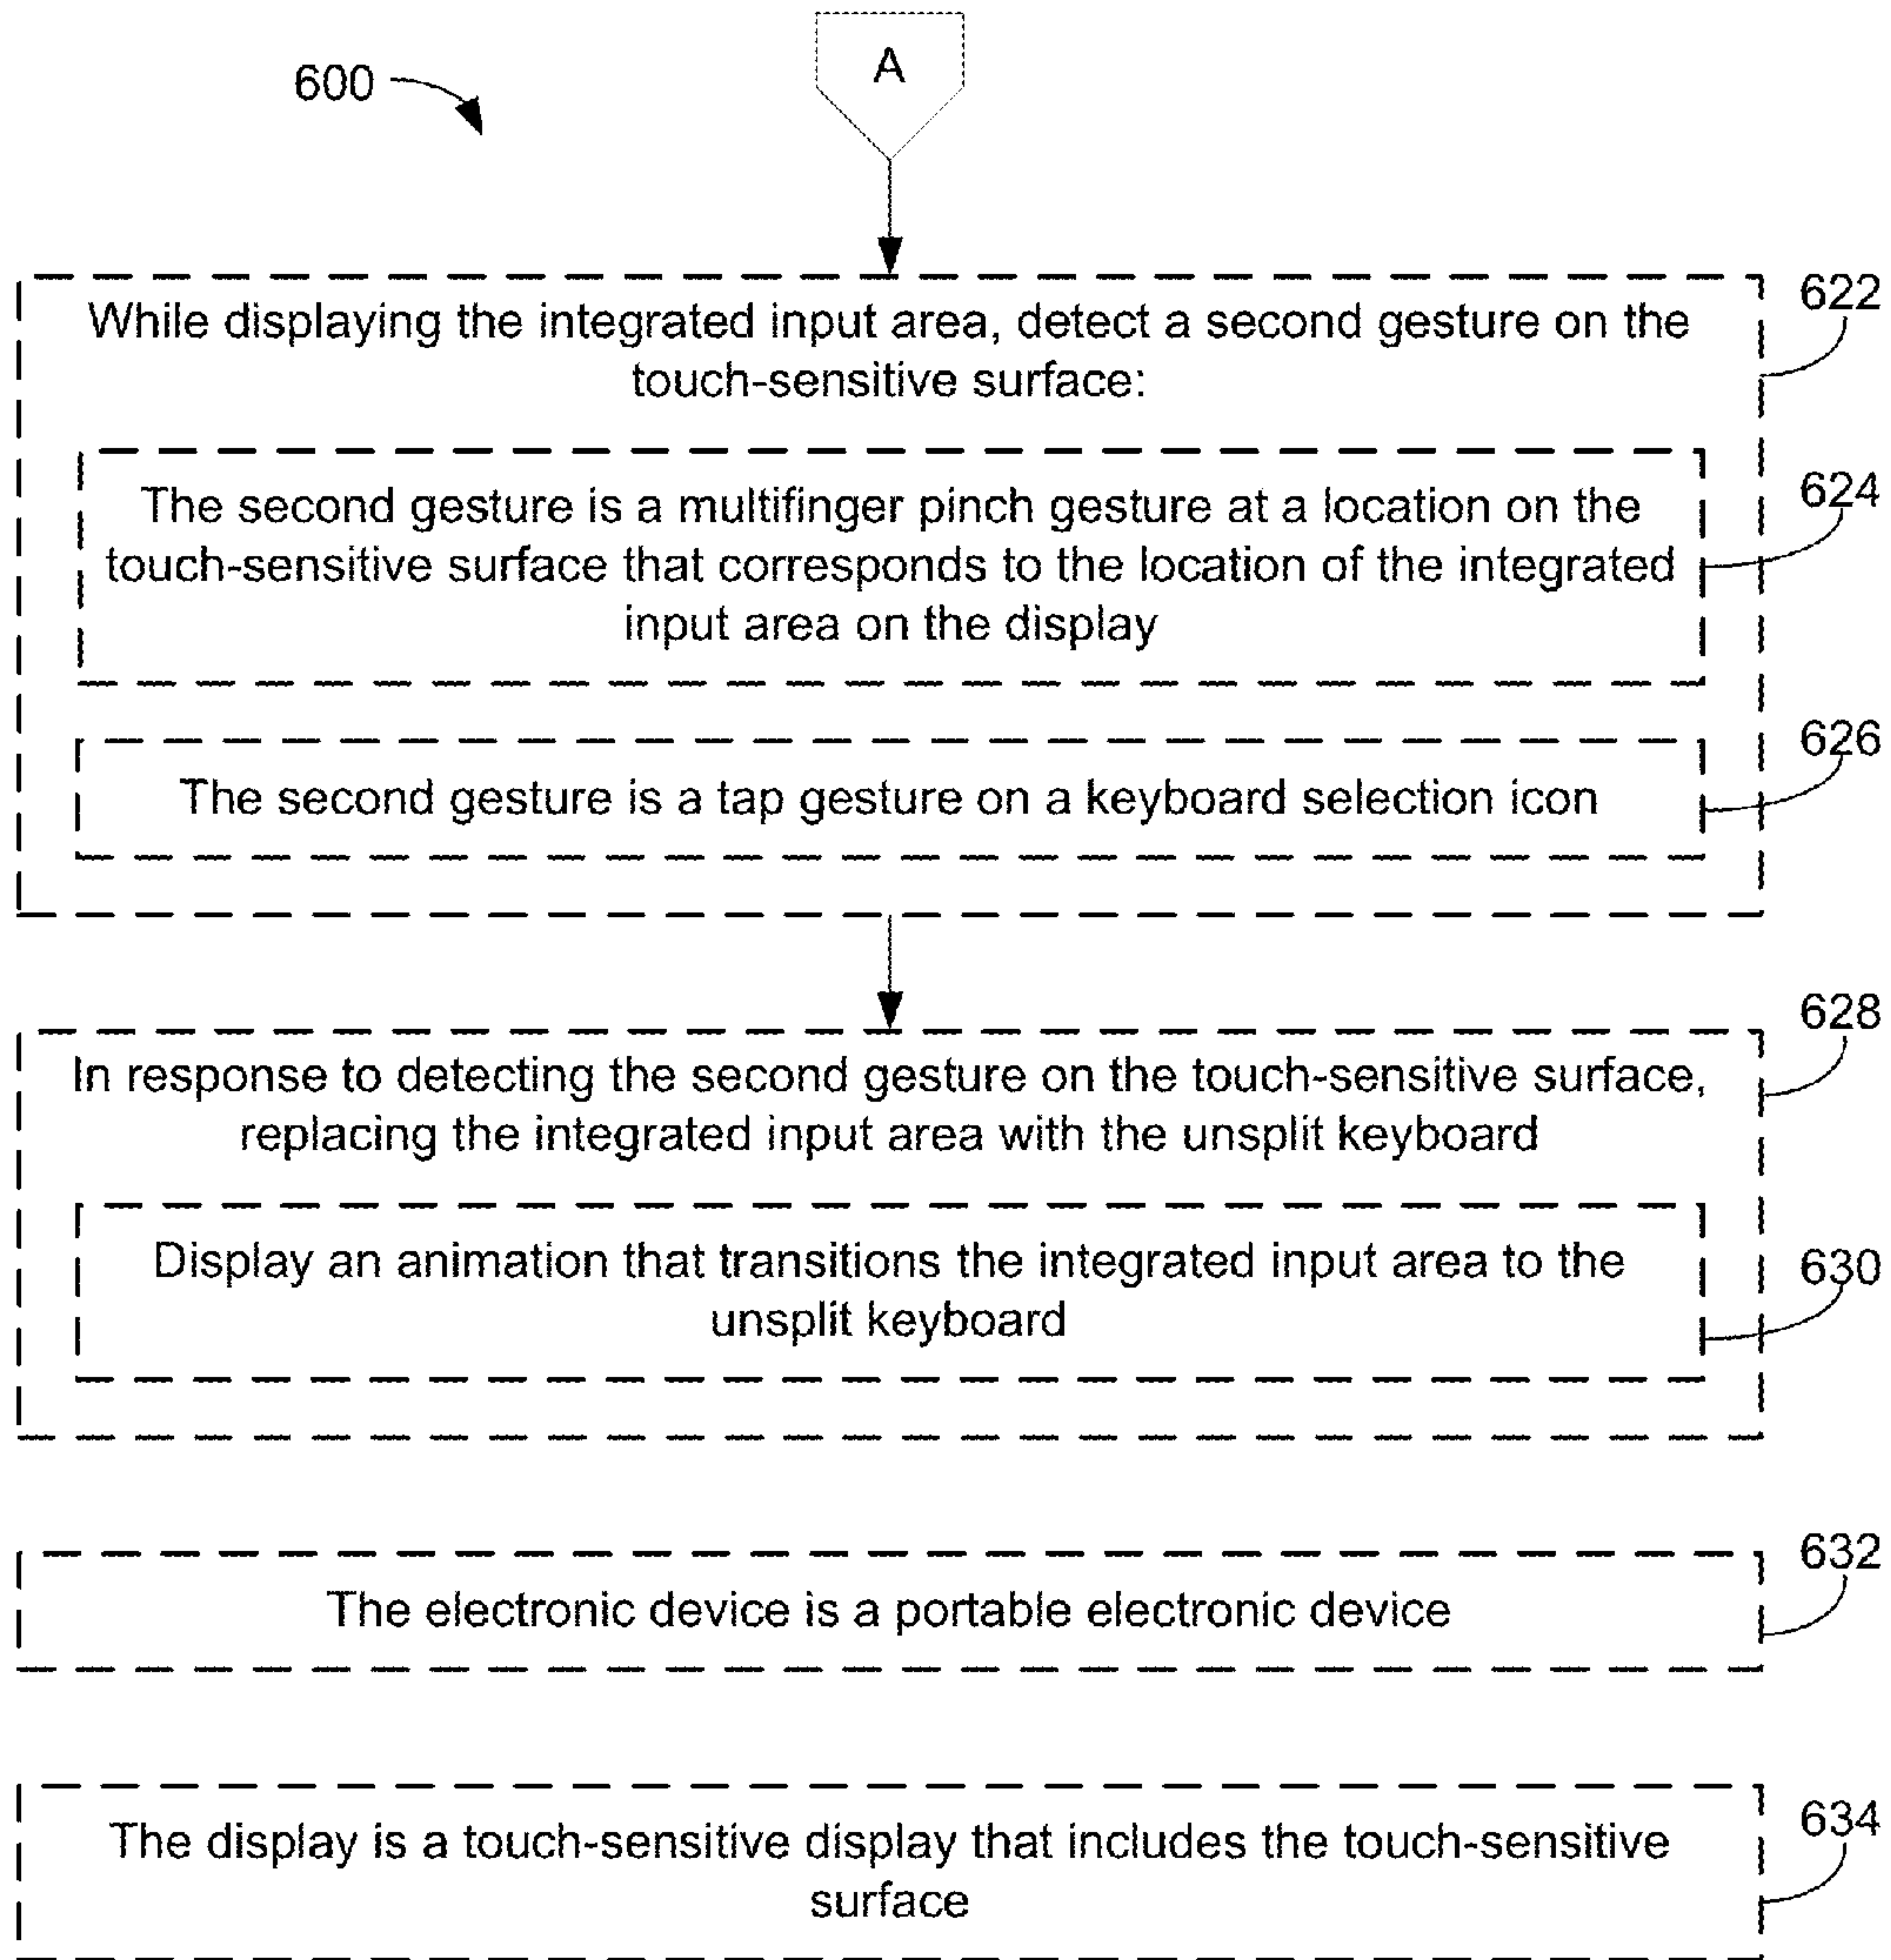 600
A
While displaying the integrated input area, detect a second gesture on the
touch-sensitive surface:
622
The second gesture is a multifinger pinch gesture at a location on the
touch-sensitive surface that corresponds to the location of the integrated
input area on the display
624
The second gesture is a tap gesture on a keyboard selection icon
626
In response to detecting the second gesture on the touch-sensitive surface,
replacing the integrated input area with the unsplit keyboard
628
Display an animation that transitions the integrated input area to the
unsplit keyboard
630
The electronic device is a portable electronic device
632
The display is a touch-sensitive display that includes the touch-sensitive
surface
634